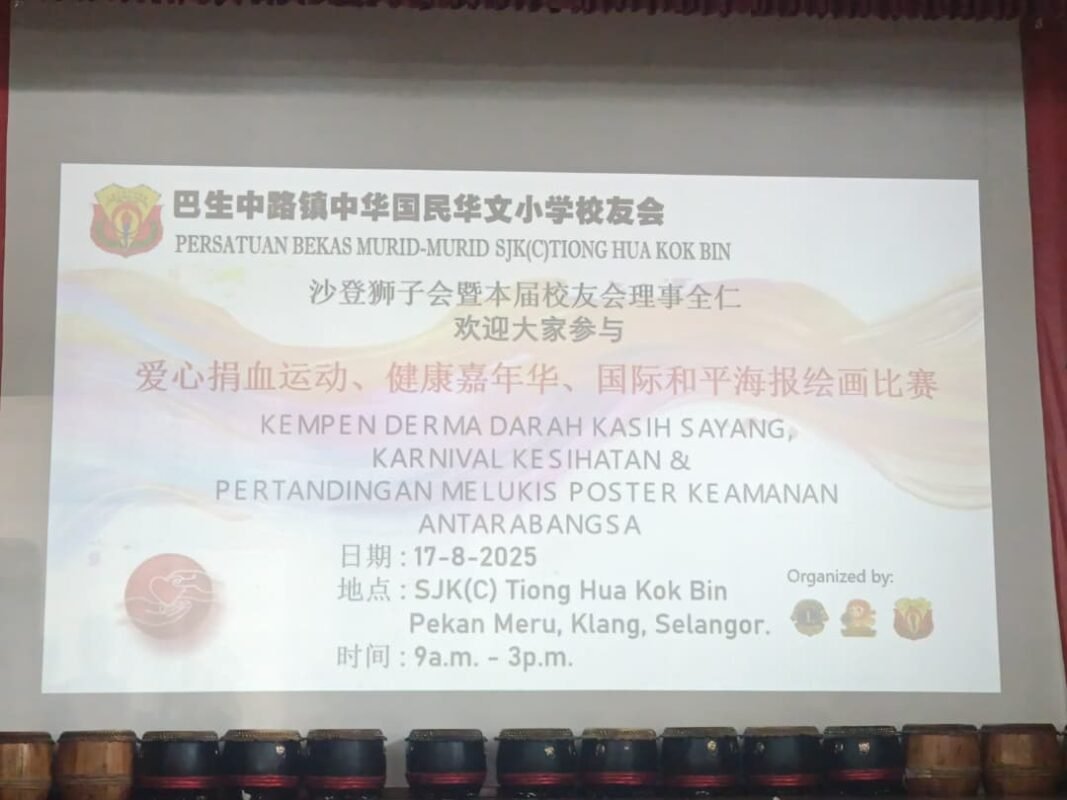 巴生中路镇中华国民华文小学校友会
PERSATUAN BEKAS MURID-MURID SJK(C)TIONG HUA KOK BIN
沙登狮子会暨本届校友会理事全仁
欢迎大家参与
爱心捐血运动、健康嘉年华、国际和平海报绘画比赛
KEMPEN DERMA DARAH KASIH SAYANG,
KARNIVAL KESIHATAN &
PERTANDINGAN MELUKIS POSTER KEAMANAN
ANTARABANGSA
日期 : 17-8-2025
地点 : SJK(C) Tiong Hua Kok Bin
Pekan Meru, Klang, Selangor.
时间 : 9a.m. - 3p.m.
Organized by: